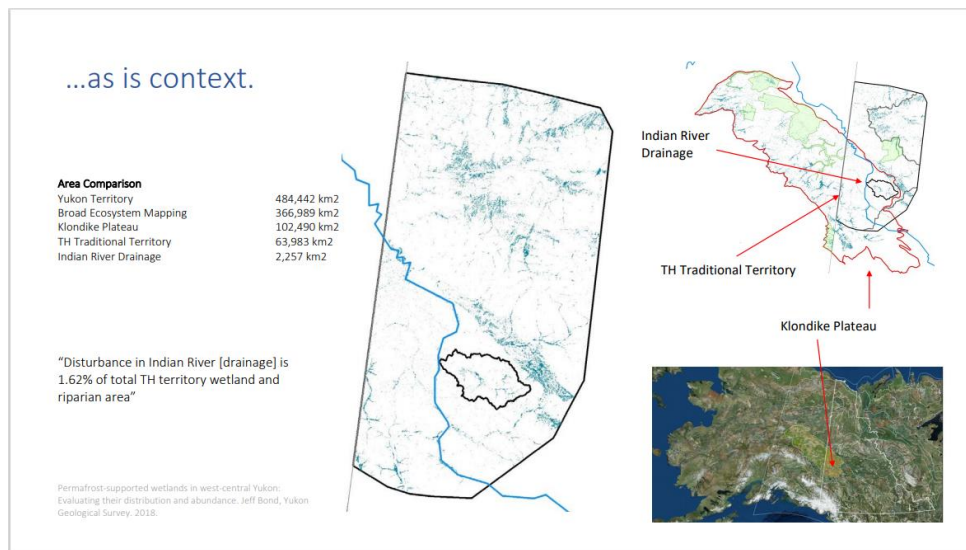 ...as is context.
Area Comparison
Yukon Territory 484,442 km2
Broad Ecosystem Mapping 366,989 km2
Klondike Plateau 102,490 km2
TH Traditional Territory 63,983 km2
Indian River Drainage 2,257 km2
“Disturbance in Indian River [drainage] is
1.62% of total TH territory wetland and
riparian area”
Permafrost-supported wetlands in west-central Yukon:
Evaluating their distribution and abundance. Jeff Bond, Yukon
Geological Survey. 2018.
Indian River
Drainage
TH Traditional Territory
Klondike Plateau